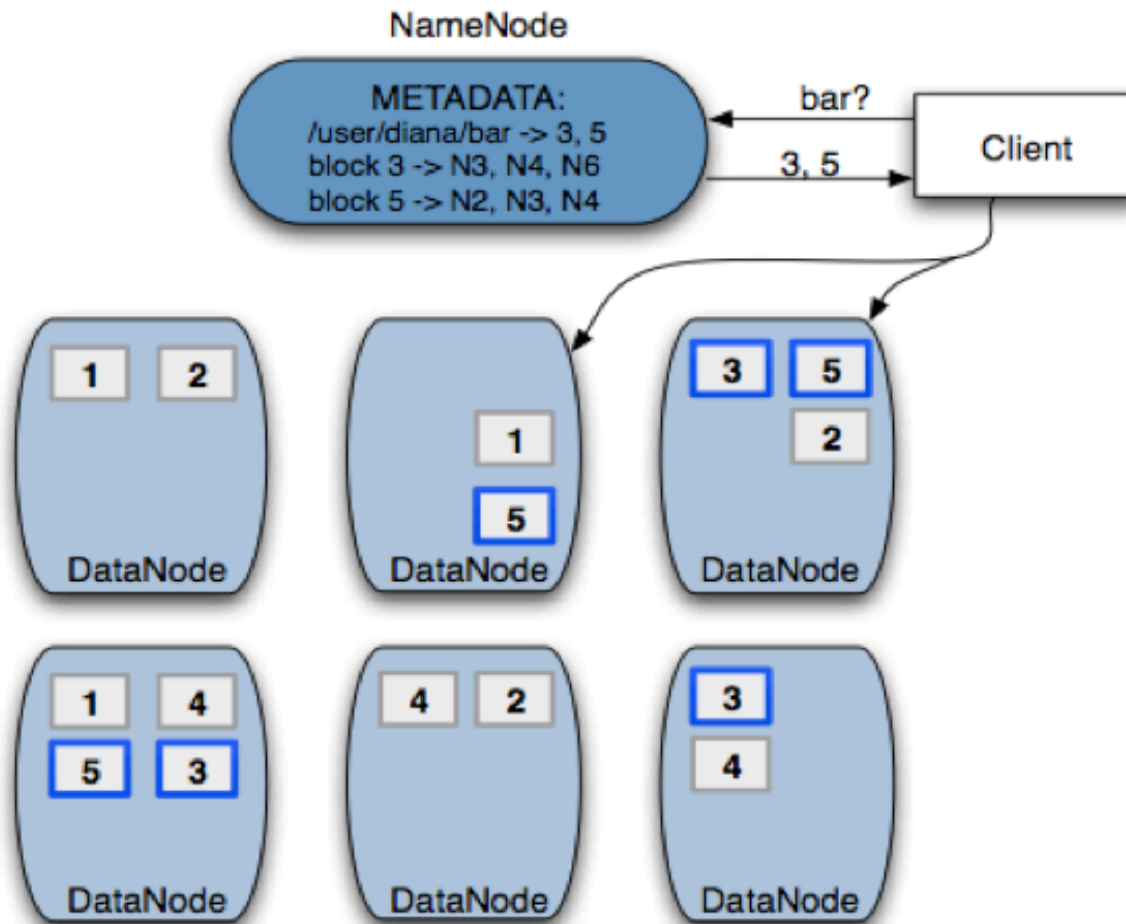 NameNode
METADATA:
/user/diana/bar -> 3, 5
block 3 -> N3, N4, N6
block 5 -> N2, N3, N4
bar?
3, 5
Client
1 2
DataNode
1
5
DataNode
3 5
2
DataNode
1 4
5 3
DataNode
4 2
DataNode
3
4
DataNode